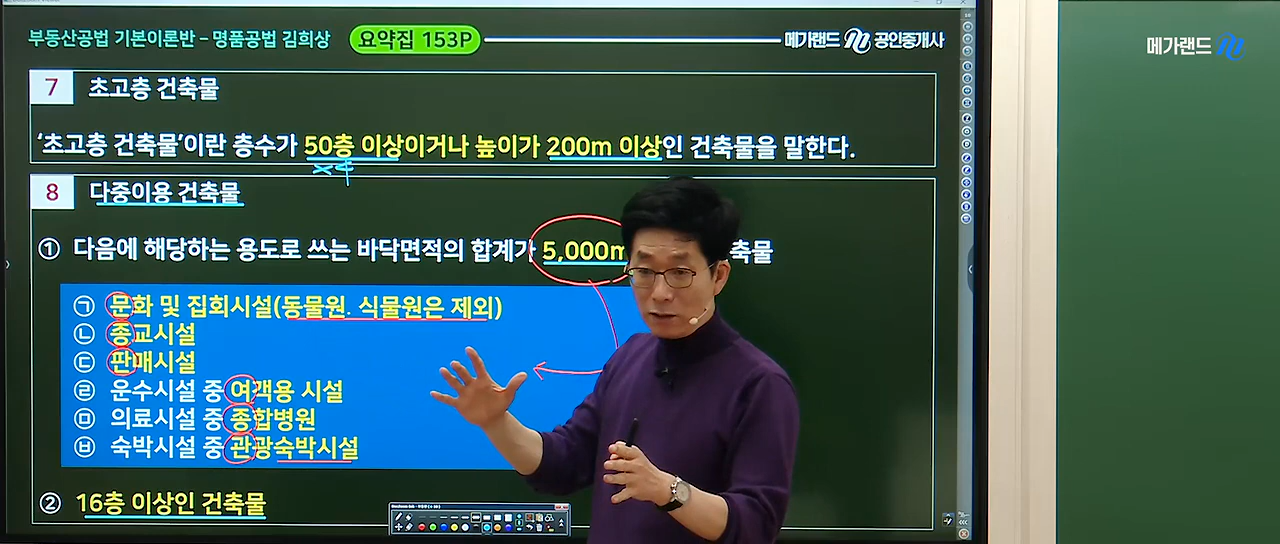 부동산공법 기본이론반 – 명품공법 김희상
요약집 153P
메가랜드 공인중개사
메가랜드
7 초고층 건축물
‘초고층 건축물’이란 층수가 50층 이상이거나 높이가 200m 이상인 건축물을 말한다.
×4
8 다중이용 건축물
① 다음에 해당하는 용도로 쓰는 바닥면적의 합계가 5,000m 축물
㉠ 문화 및 집회시설(동물원. 식물원은 제외)
㉡ 종교시설
㉢ 판매시설
㉣ 운수시설 중 여객용 시설
㉤ 의료시설 중 종합병원
㉥ 숙박시설 중 관광숙박시설
② 16층 이상인 건축물